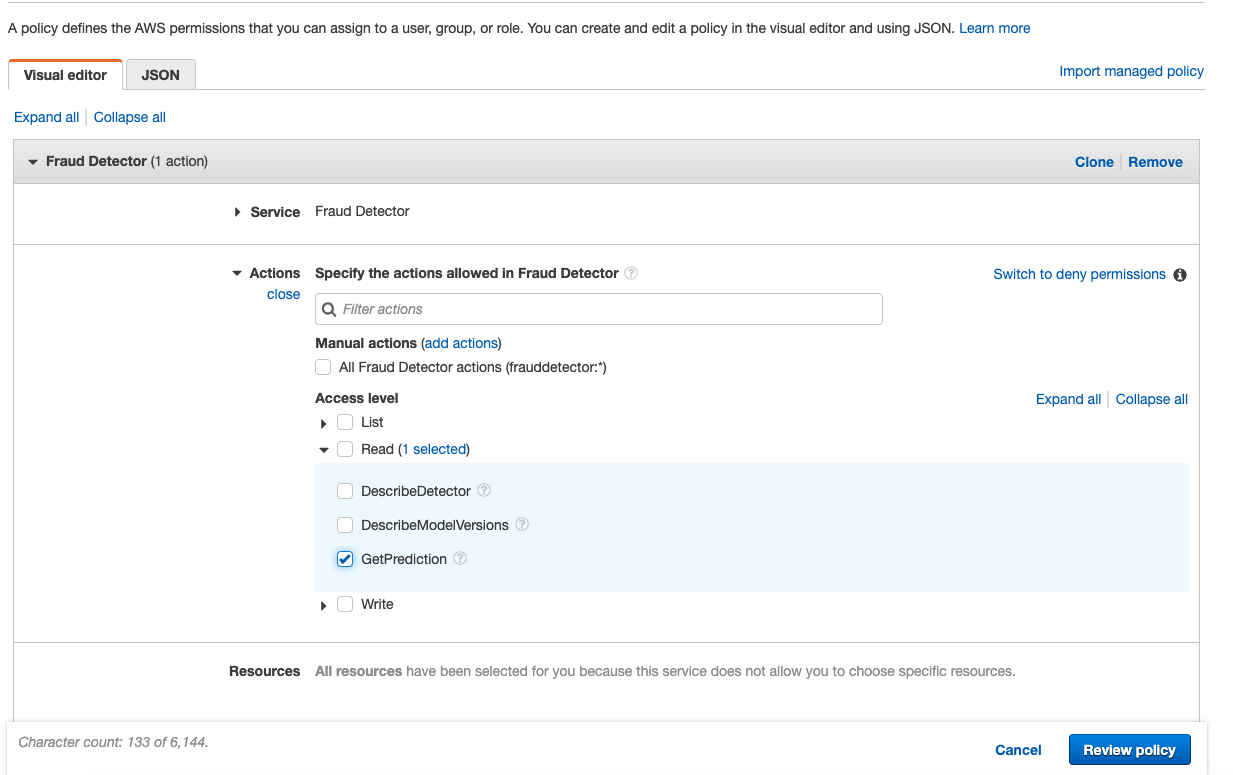 A policy defines the AWS permissions that you can assign to a user, group, or role. You can create and edit a policy in the visual editor and using JSON. Learn more
Visual editor JSON Import managed policy
Expand all Collapse all
Fraud Detector (1 action) Clone Remove
Service Fraud Detector
Actions Specify the actions allowed in Fraud Detector ? Switch to deny permissions i
close
Filter actions
Manual actions (add actions)
All Fraud Detector actions (frauddetector:*)
Access level Expand all Collapse all
List
Read (1 selected)
DescribeDetector ?
DescribeModelVersions ?
GetPrediction ?
Write
Resources All resources have been selected for you because this service does not allow you to choose specific resources.
Character count: 133 of 6,144.
Cancel Review policy